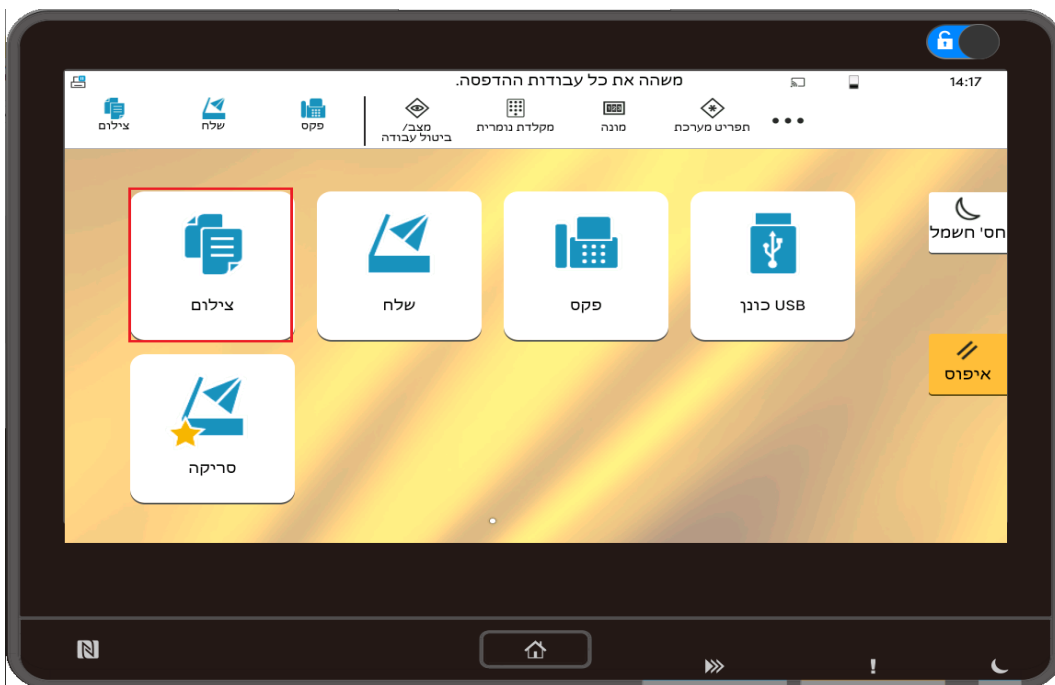 משהה את כל עבודות ההדפסה.
14:17
צילום
שלח
פקס
מצב/
ביטול עבודה
מקלדת נומרית
מונה
תפריט מערכת
צילום
שלח
פקס
כונן USB
חס' חשמל
איפוס
סריקה